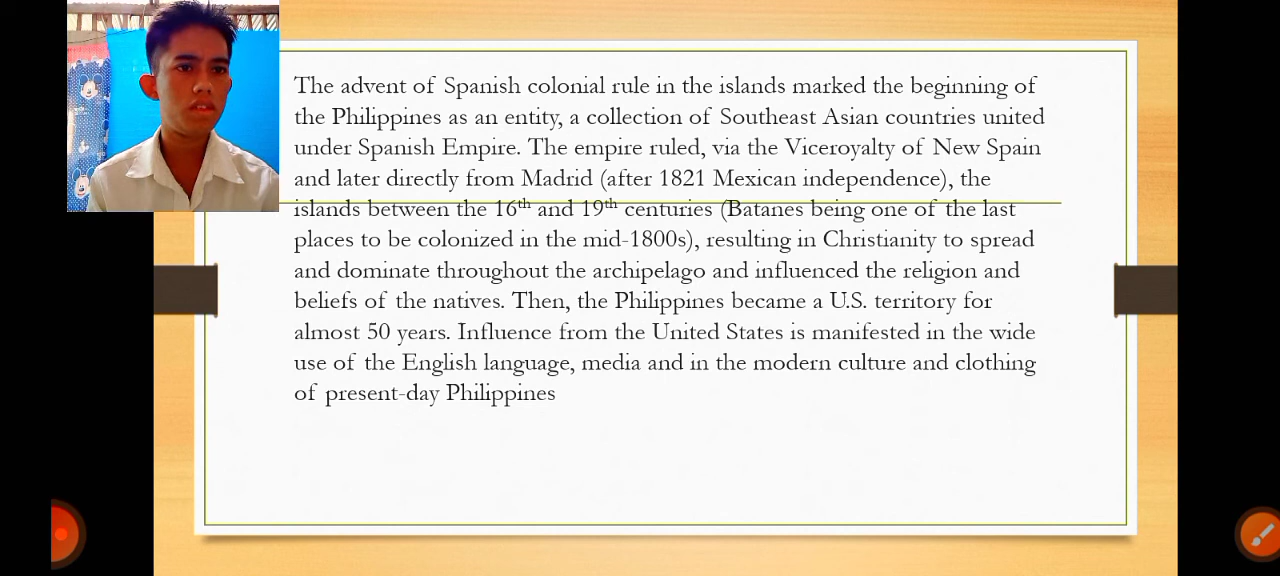 The advent of Spanish colonial rule in the islands marked the beginning of
the Philippines as an entity, a collection of Southeast Asian countries united
under Spanish Empire. The empire ruled, via the Viceroyalty of New Spain
and later directly from Madrid (after 1821 Mexican independence), the
islands between the 16th and 19th centuries (Batanes being one of the last
places to be colonized in the mid-1800s), resulting in Christianity to spread
and dominate throughout the archipelago and influenced the religion and
beliefs of the natives. Then, the Philippines became a U.S. territory for
almost 50 years. Influence from the United States is manifested in the wide
use of the English language, media and in the modern culture and clothing
of present-day Philippines